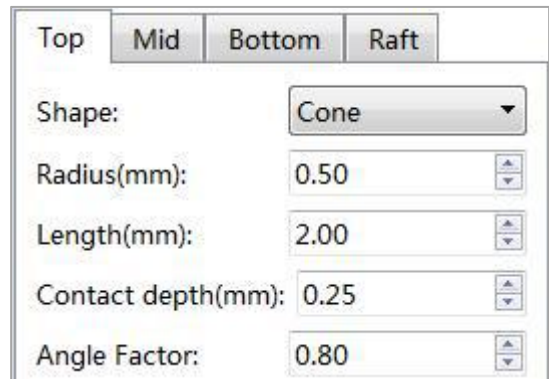 Top Mid Bottom Raft
Shape: Cone
Radius(mm): 0.50
Length(mm): 2.00
Contact depth(mm): 0.25
Angle Factor: 0.80